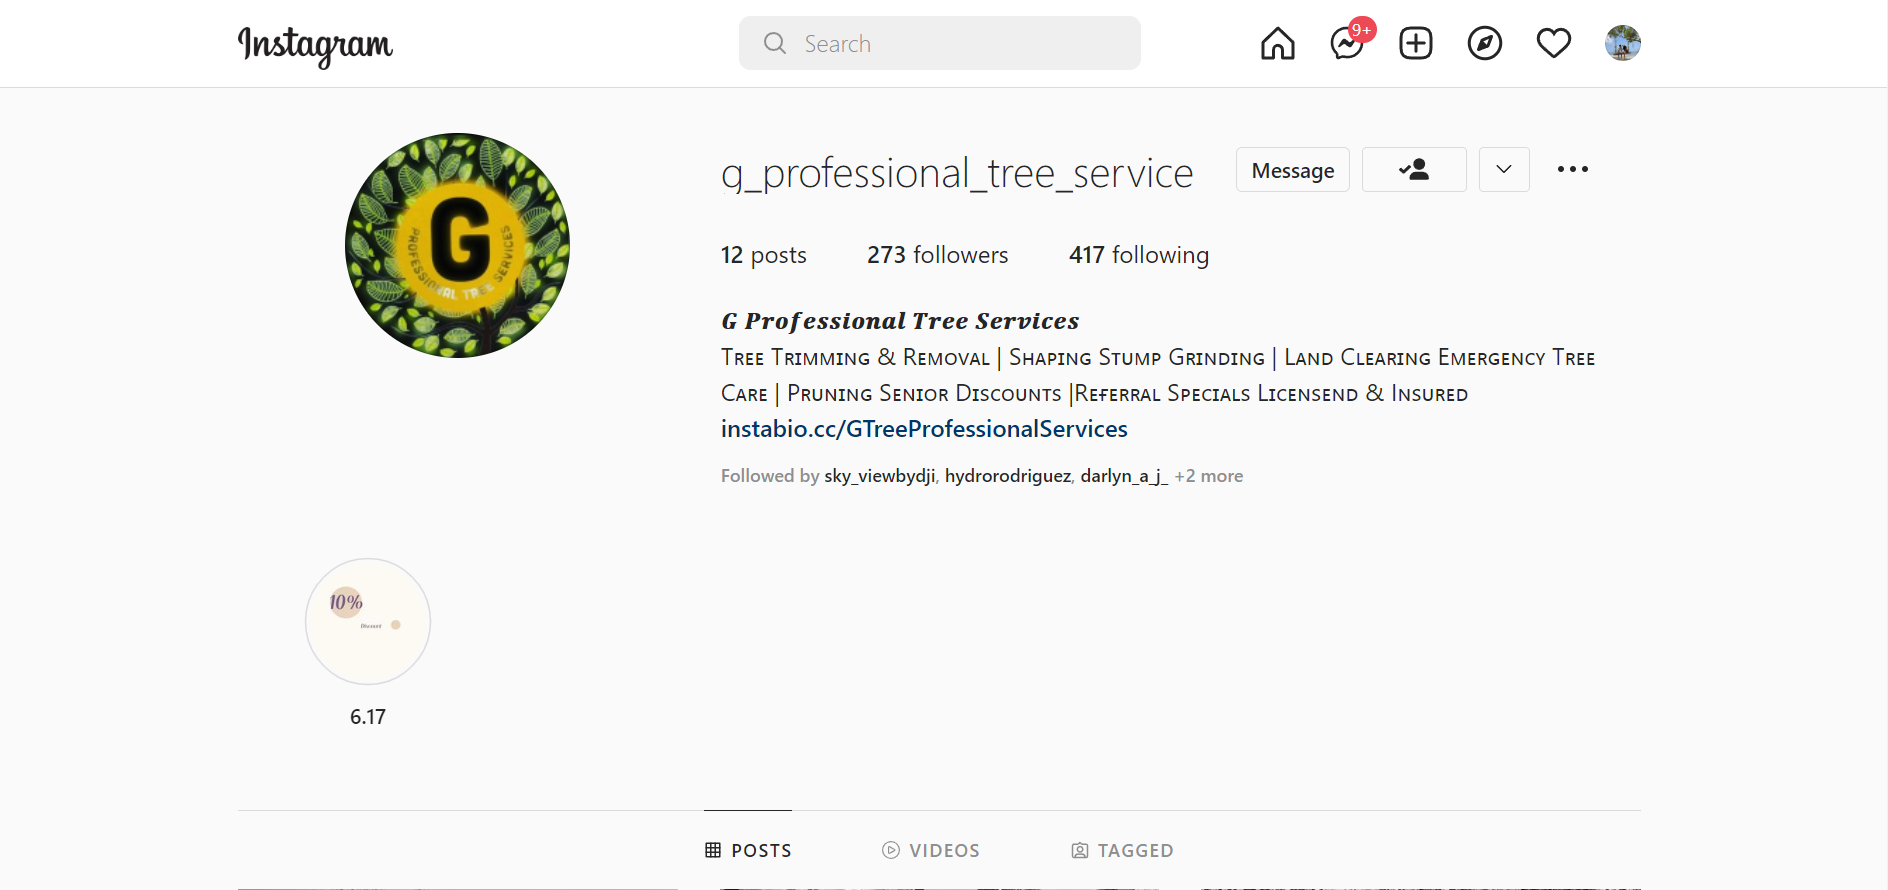 Instagram
Search
9+
g_professional_tree_service
Message
12 posts 273 followers 417 following
G Professional Tree Services
Tree Trimming & Removal | Shaping Stump Grinding | Land Clearing Emergency Tree
Care | Pruning Senior Discounts |Referral Specials Licensend & Insured
instabio.cc/GTreeProfessionalServices
Followed by sky_viewbydji, hydrorodriguez, darlyn_a_j_ +2 more
G
PROFESSIONAL TREE SERVICES
10%
Discount
6.17
POSTS VIDEOS TAGGED